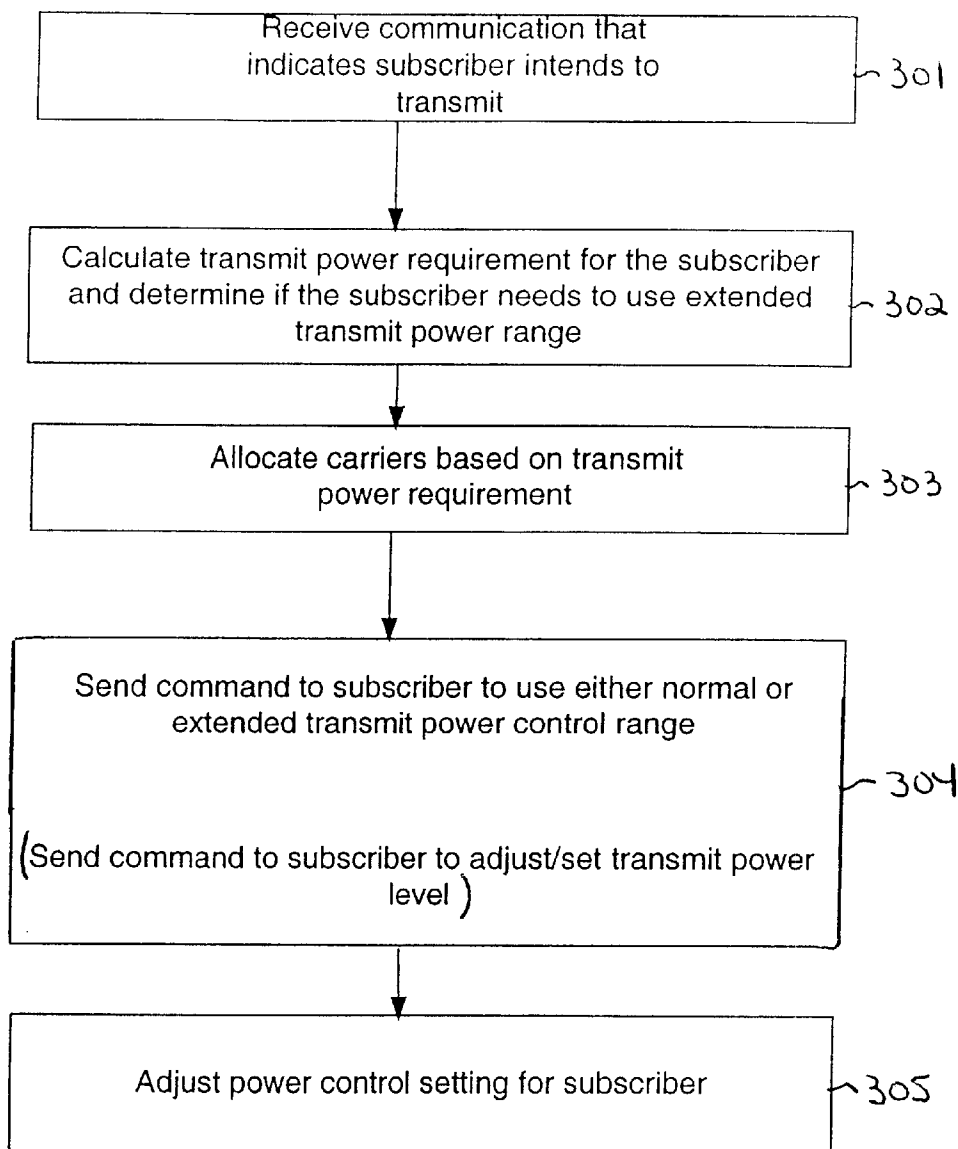 Receive communication that
indicates subscriber intends to
transmit
301
Calculate transmit power requirement for the subscriber
and determine if the subscriber needs to use extended
transmit power range
302
Allocate carriers based on transmit
power requirement
303
Send command to subscriber to use either normal or
extended transmit power control range
304
(Send command to subscriber to adjust/set transmit power
level)
Adjust power control setting for subscriber
305